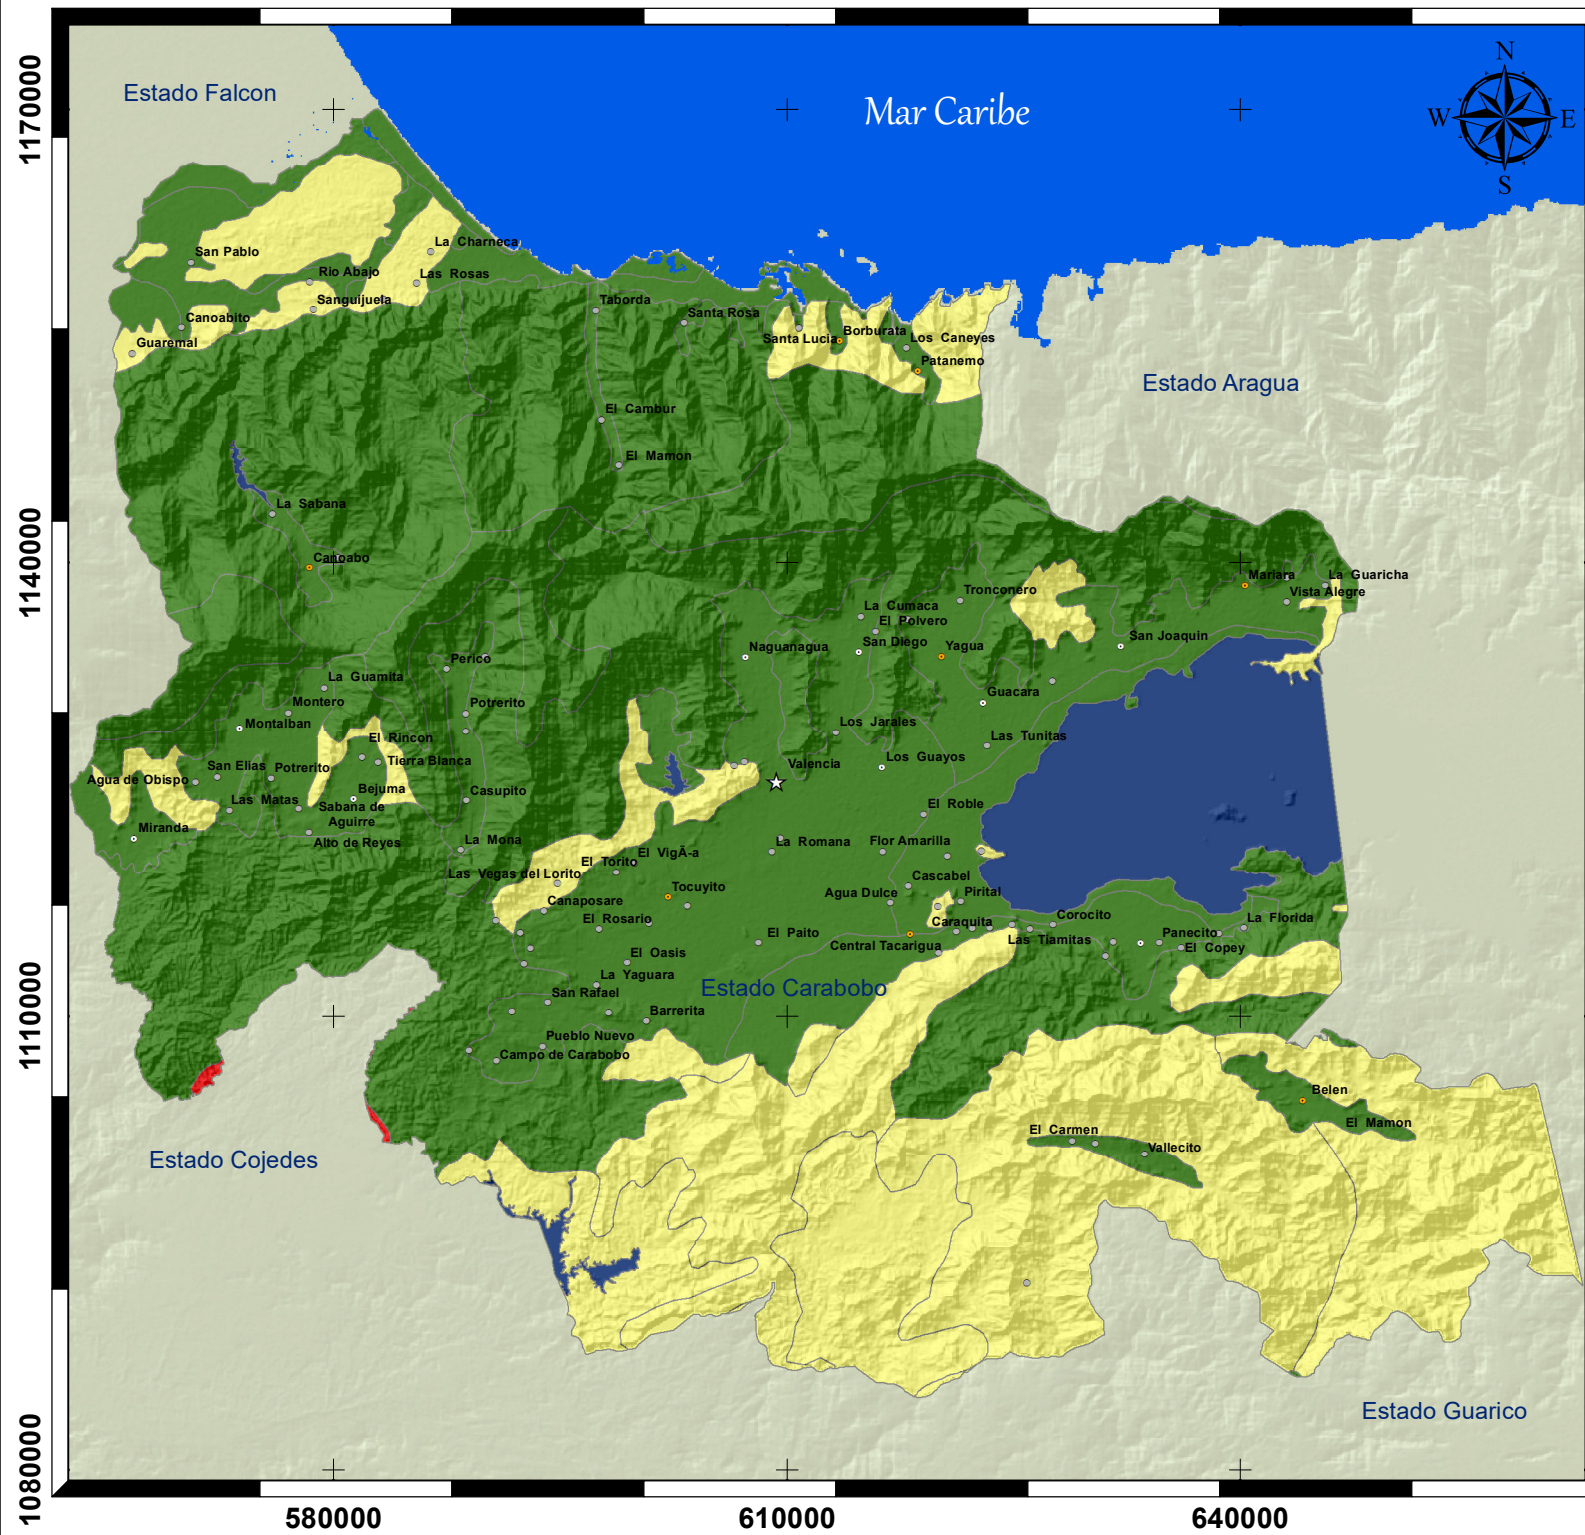 N
Estado Falcon
Mar Caribe
W
E
S
1170000
La Charneca
San Pablo
Rio Abajo
Las Rosas
Sanguijuela
Taborda
Santa Rosa
Canoabito
Guaremal
Santa Lucia
Borburata
Los Caneyes
Patanemo
Estado Aragua
El Cambur
El Mamon
La Sabana
1140000
Canoabo
Mariara
La Guaricha
Vista Alegre
Tronconero
La Cumaca
El Polvero
San Diego
Yagua
San Joaquin
Naguanagua
Perico
La Guamita
Guacara
Montero
Potrerito
Montalban
Los Jarales
Las Tunitas
El Rincon
Tierra Blanca
Los Guayos
Valencia
San Elias
Potrerito
Agua de Obispo
Bejuma
Casupito
Las Matas
Sabana de
Aguirre
El Roble
Miranda
Alto de Reyes
La Mona
La Romana
Flor Amarilla
El VigÃ-a
El Torito
Las Vegas del Lorito
Cascabel
Tocuyito
Agua Dulce
Pirital
Canaposare
El Rosario
Caraquita
Corocito
La Florida
El Paito
Central Tacarigua
Las Tiamitas
Panecito
El Copey
El Oasis
La Yaguara
Estado Carabobo
San Rafael
1110000
Barrerita
Pueblo Nuevo
Campo de Carabobo
Belen
El Mamon
El Carmen
Vallecito
Estado Cojedes
Estado Guarico
1080000
580000
610000
640000